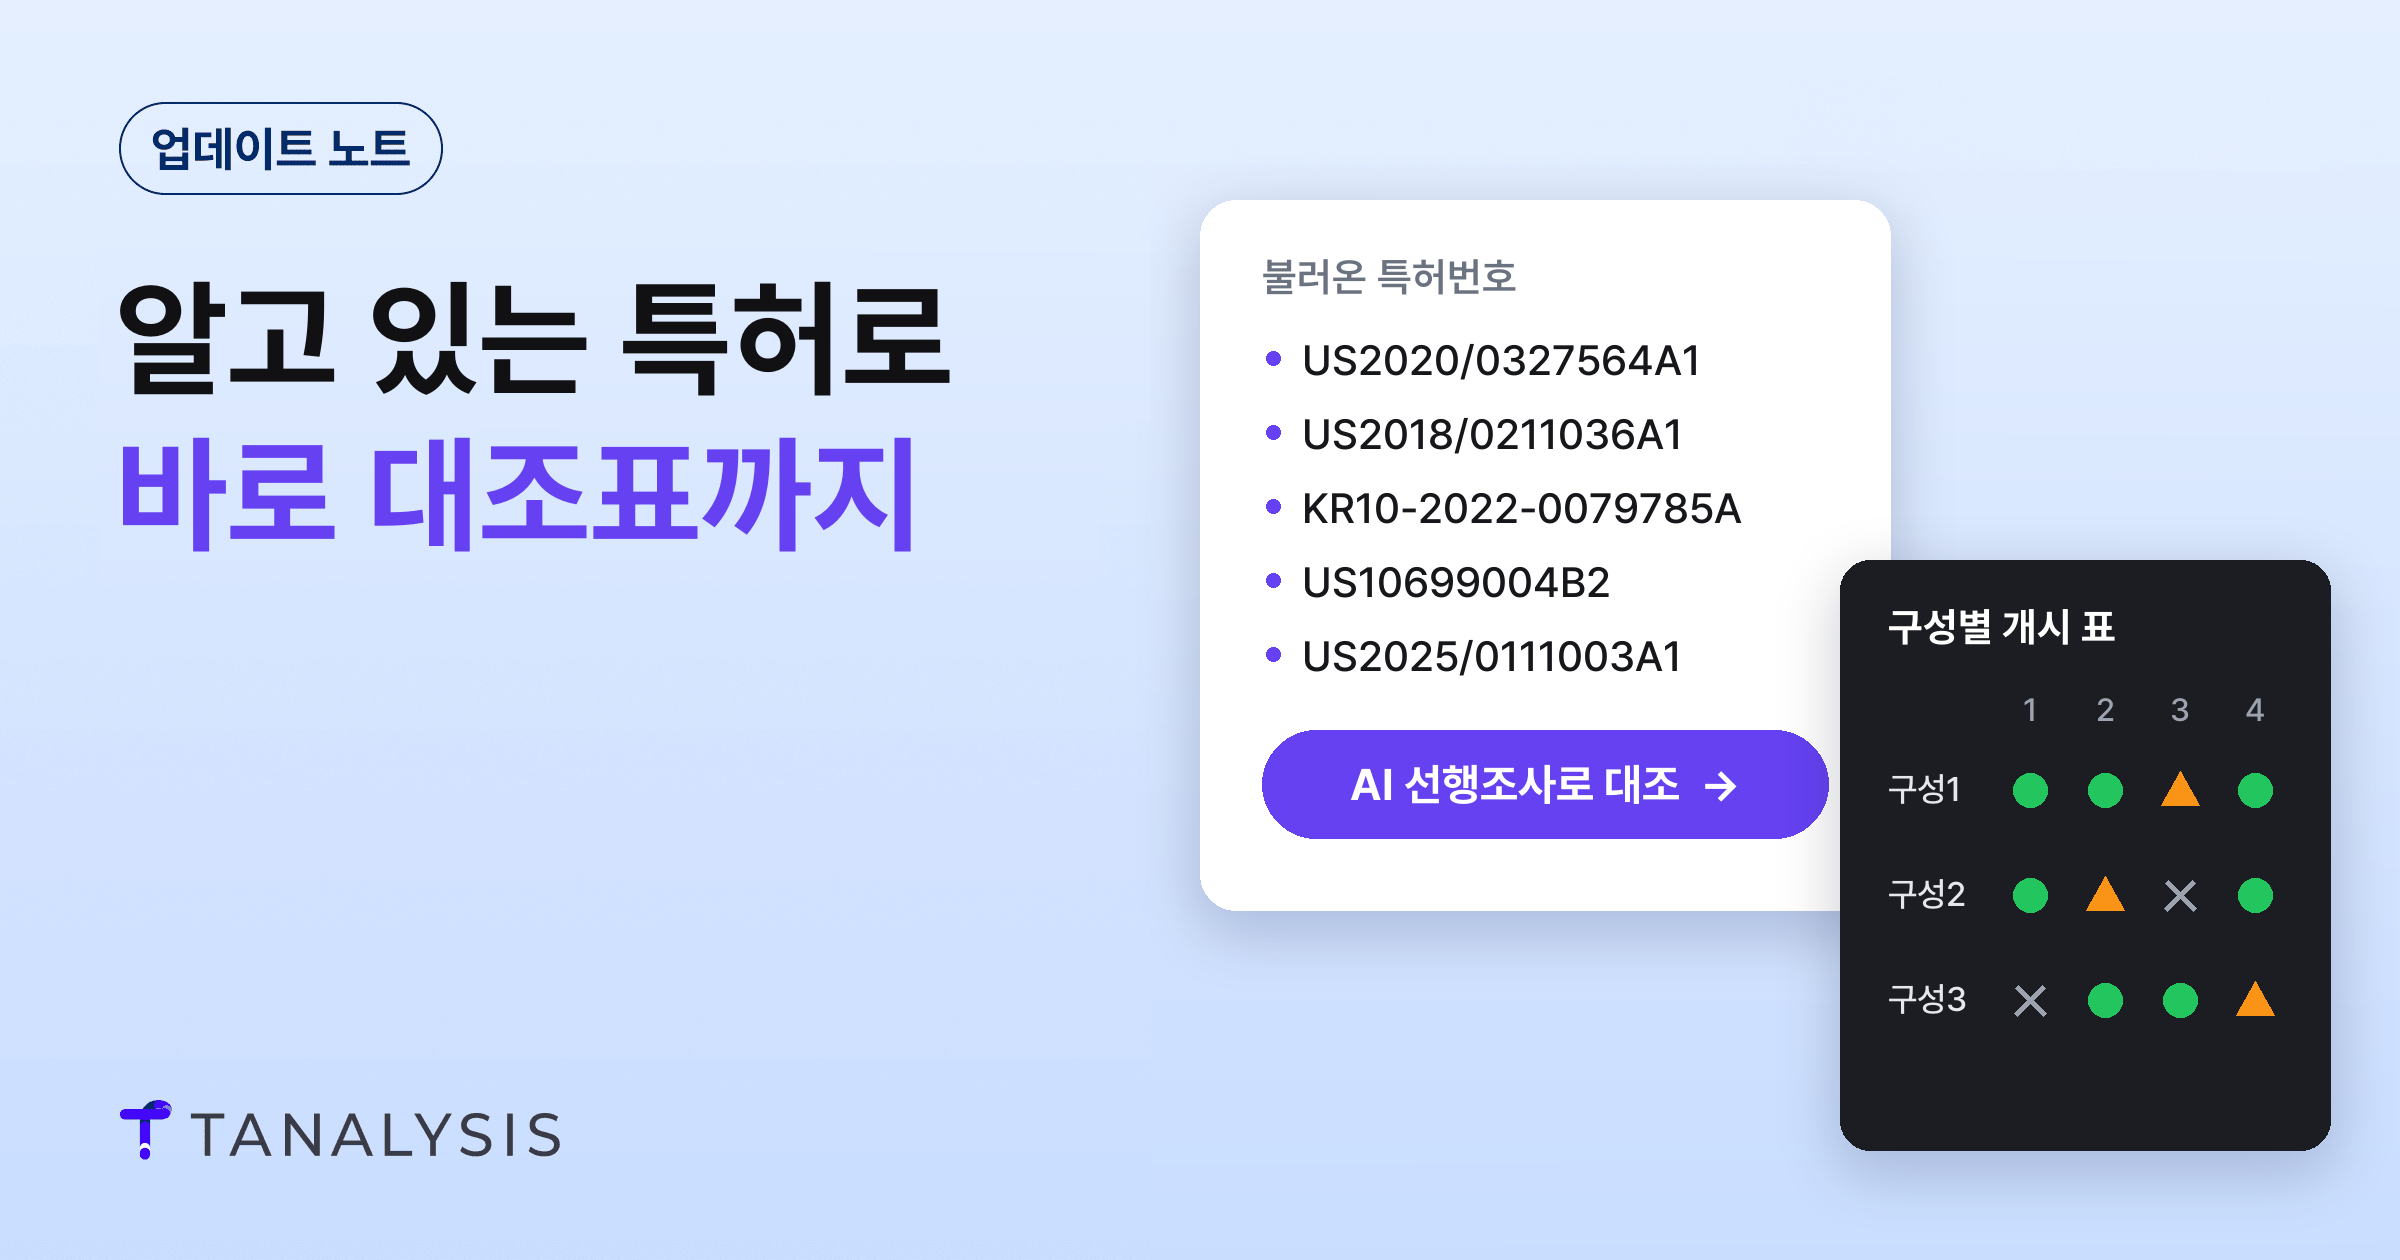 업데이트 노트
알고 있는 특허로
바로 대조표까지
불러온 특허번호
US2020/0327564A1
US2018/0211036A1
KR10-2022-0079785A
US10699004B2
US2025/0111003A1
AI 선행조사로 대조 →
구성별 개시 표
1 2 3 4
구성1
구성2
구성3
TANALYSIS